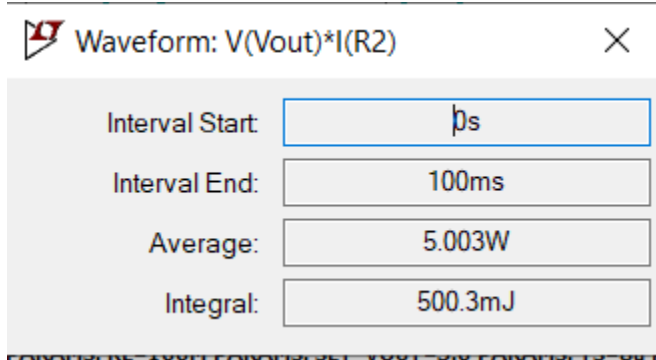 Waveform: V(Vout)*I(R2)
Interval Start: 0s
Interval End: 100ms
Average: 5.003W
Integral: 500.3mJ